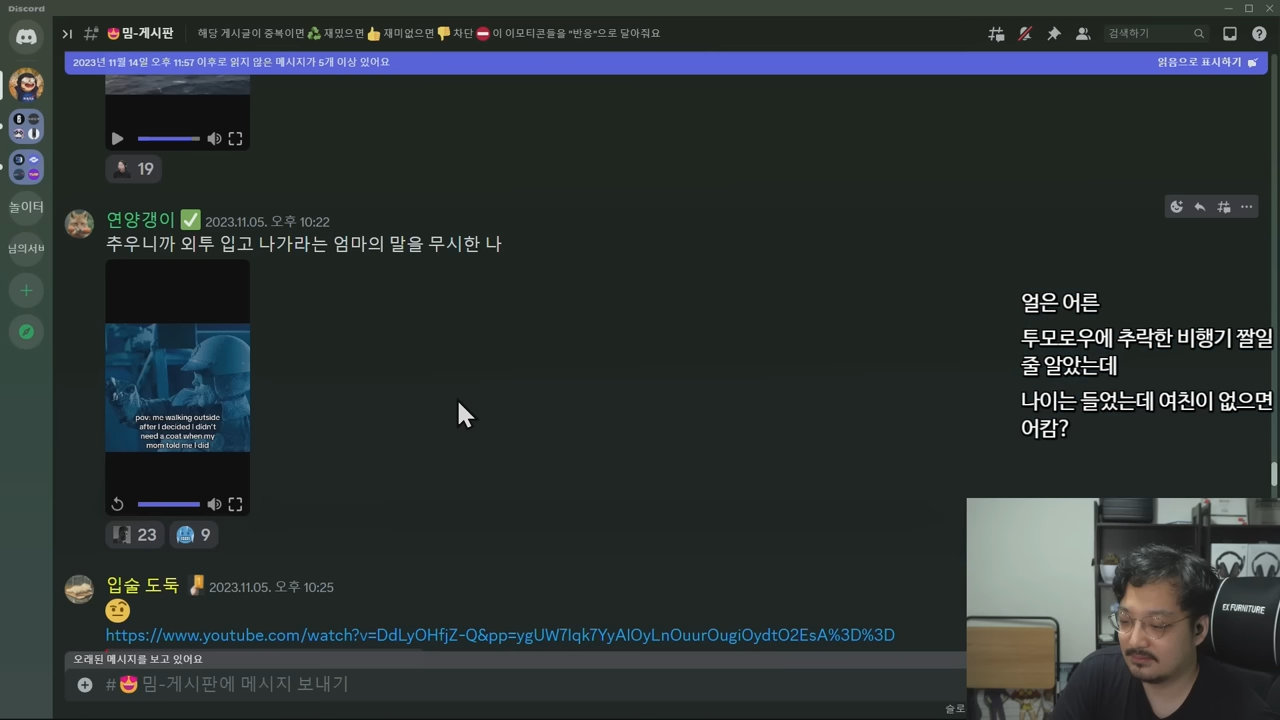 Discord
😍밈-게시판
해당 게시글이 중복이면♻️ 재밌으면👍 재미없으면👎 차단⛔ 이 이모티콘들을 "반응"으로 달아줘요
검색하기
2023년 11월 14일 오후 11:57 이후로 읽지 않은 메시지가 5개 이상 있어요
읽음으로 표시하기
19
놀이터
님의서버
연양갱이 ✅ 2023.11.05. 오후 10:22
추우니까 외투 입고 나가라는 엄마의 말을 무시한 나
pov: me walking outside
after I decided I didn't
need a coat when my
mom told me I did
23
9
얼은 어른
투모로우에 추락한 비행기 짤일
줄 알았는데
나이는 들었는데 여친이 없으면
어캄?
입술 도둑 2023.11.05. 오후 10:25
🤨
https://www.youtube.com/watch?v=DdLyOHfjZ-Q&pp=ygUW7Iqk7YyAIOyLnOuurOugiOydtO2EsA%3D%3D
오래된 메시지를 보고 있어요
#😍밈-게시판에 메시지 보내기
슬로
EX FURNITURE